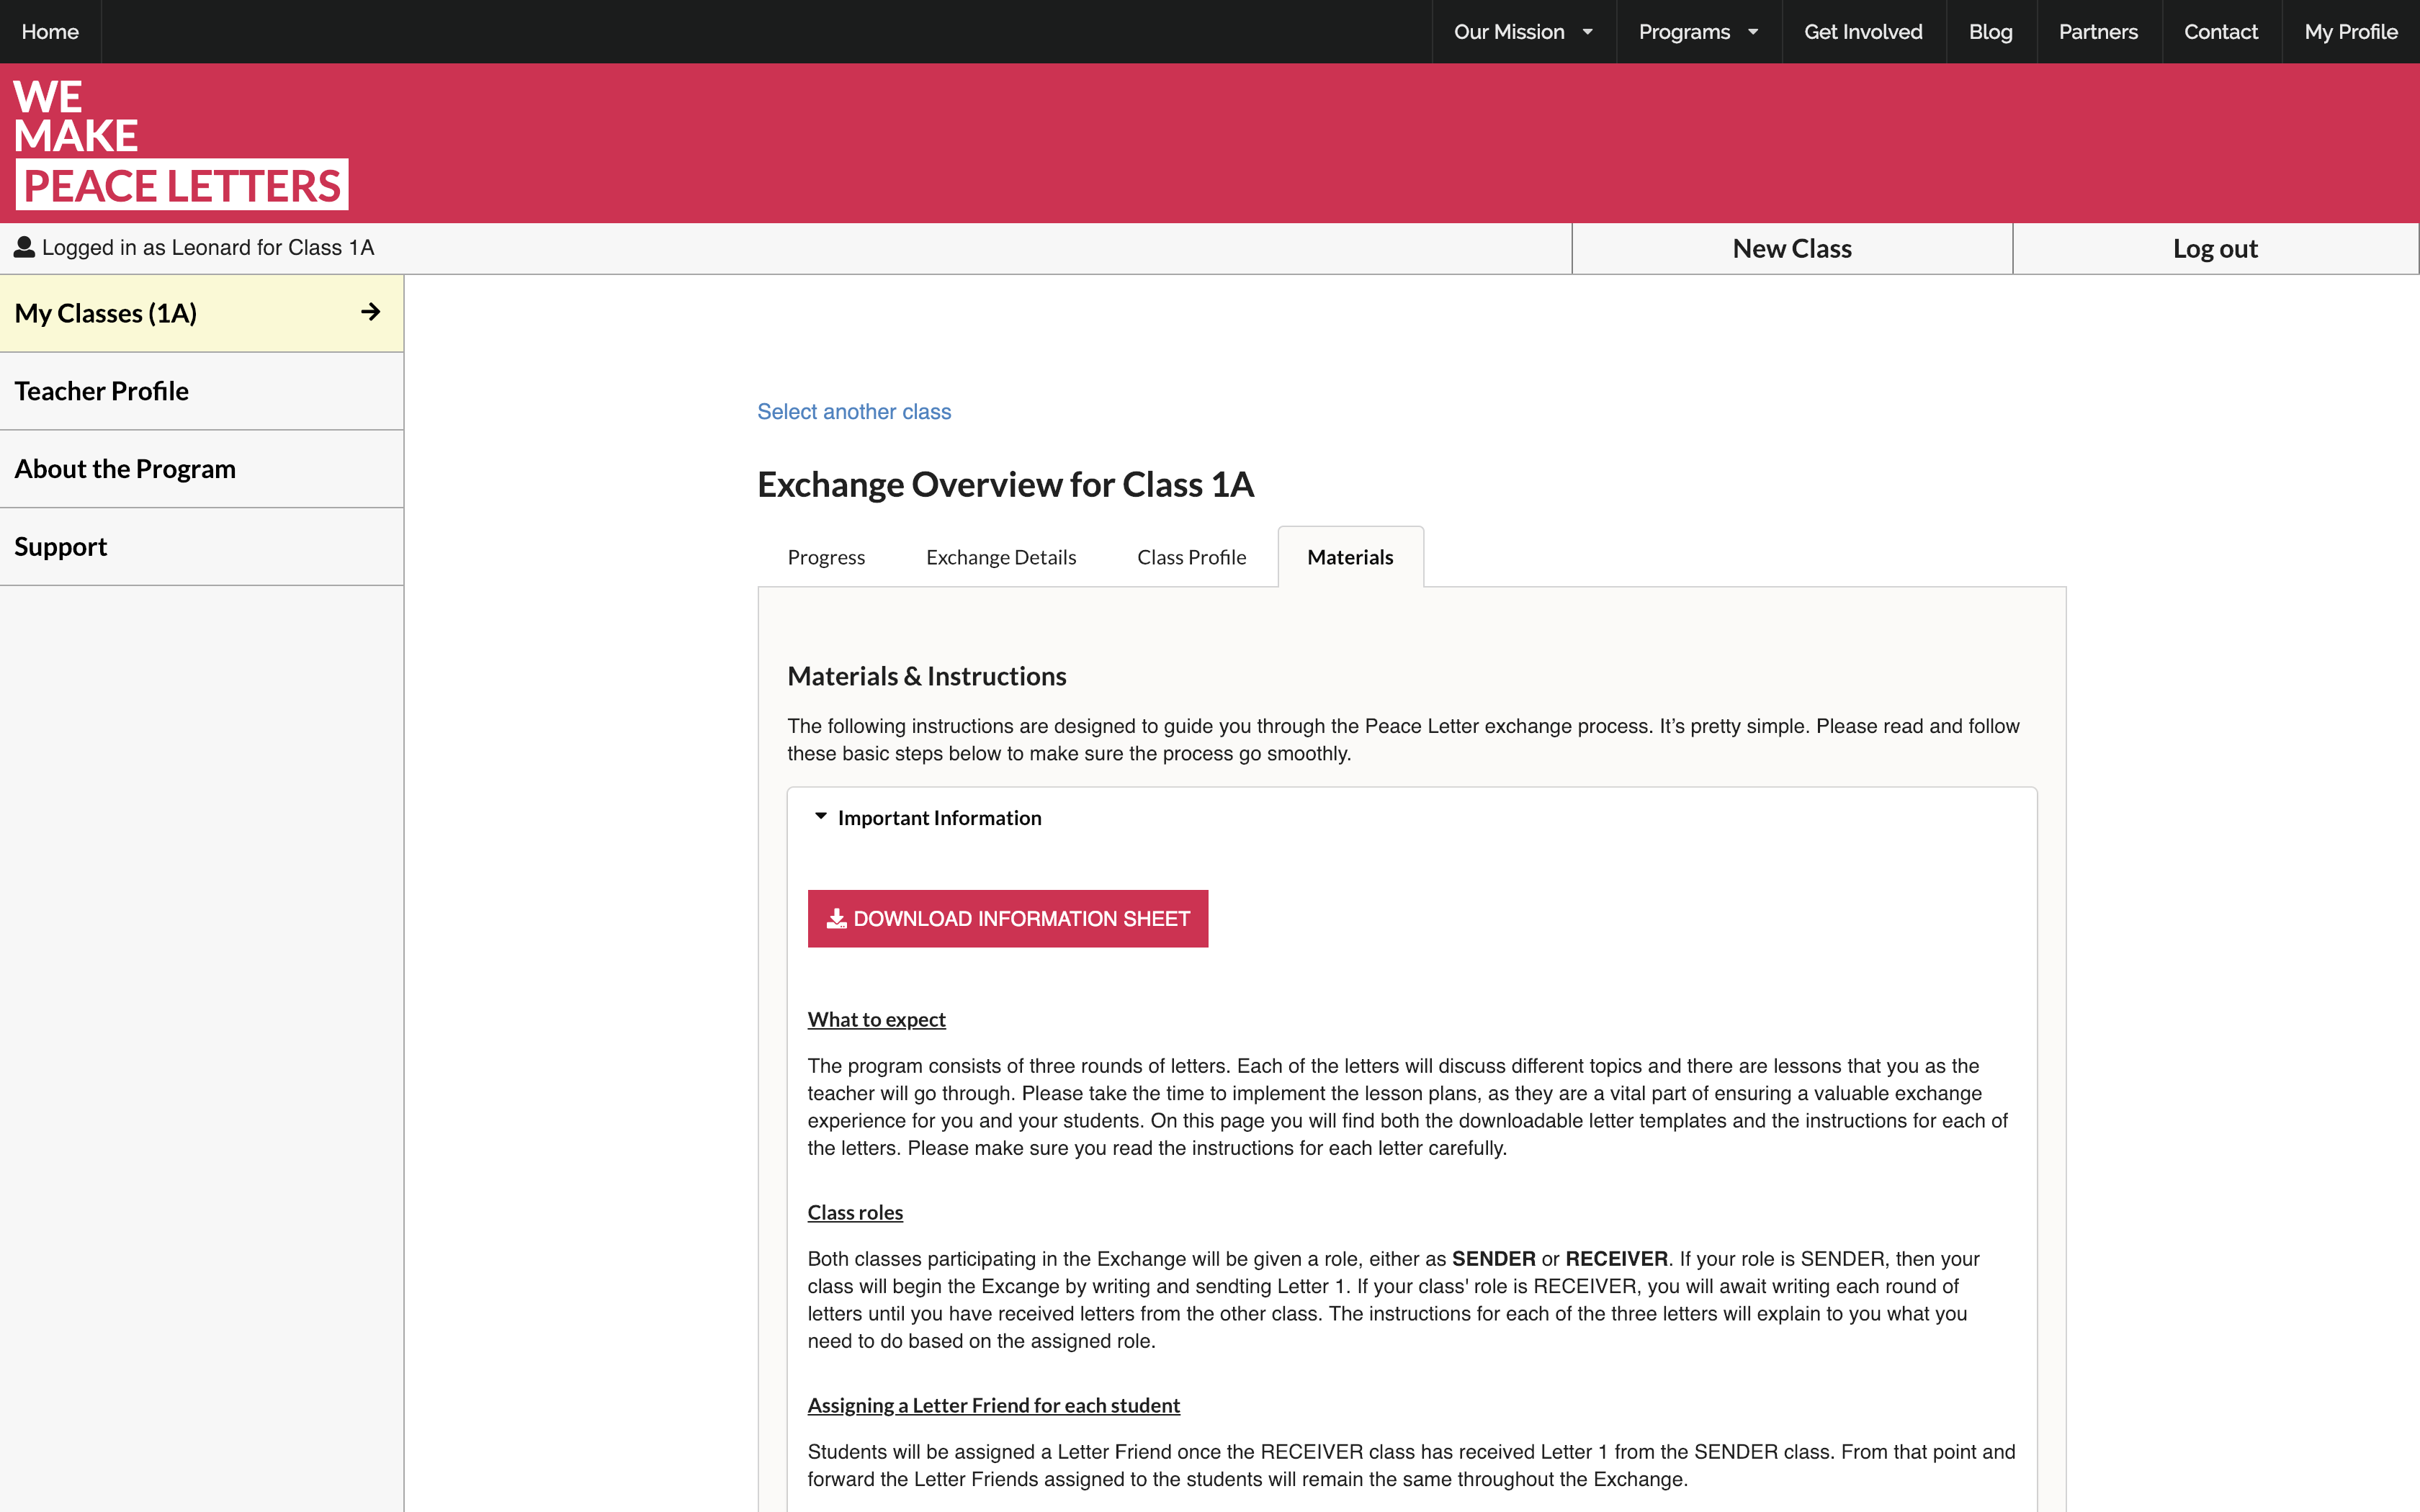 Home
Our Mission
Programs
Get Involved
Blog
Partners
Contact
My Profile
WE
MAKE
PEACE LETTERS
Logged in as Leonard for Class 1A
New Class
Log out
My Classes (1A)
Teacher Profile
About the Program
Support
Select another class
Exchange Overview for Class 1A
Progress
Exchange Details
Class Profile
Materials
Materials & Instructions
The following instructions are designed to guide you through the Peace Letter exchange process. It’s pretty simple. Please read and follow
these basic steps below to make sure the process go smoothly.
Important Information
DOWNLOAD INFORMATION SHEET
What to expect
The program consists of three rounds of letters. Each of the letters will discuss different topics and there are lessons that you as the
teacher will go through. Please take the time to implement the lesson plans, as they are a vital part of ensuring a valuable exchange
experience for you and your students. On this page you will find both the downloadable letter templates and the instructions for each of
the letters. Please make sure you read the instructions for each letter carefully.
Class roles
Both classes participating in the Exchange will be given a role, either as SENDER or RECEIVER. If your role is SENDER, then your
class will begin the Excange by writing and sendting Letter 1. If your class' role is RECEIVER, you will await writing each round of
letters until you have received letters from the other class. The instructions for each of the three letters will explain to you what you
need to do based on the assigned role.
Assigning a Letter Friend for each student
Students will be assigned a Letter Friend once the RECEIVER class has received Letter 1 from the SENDER class. From that point and
forward the Letter Friends assigned to the students will remain the same throughout the Exchange.